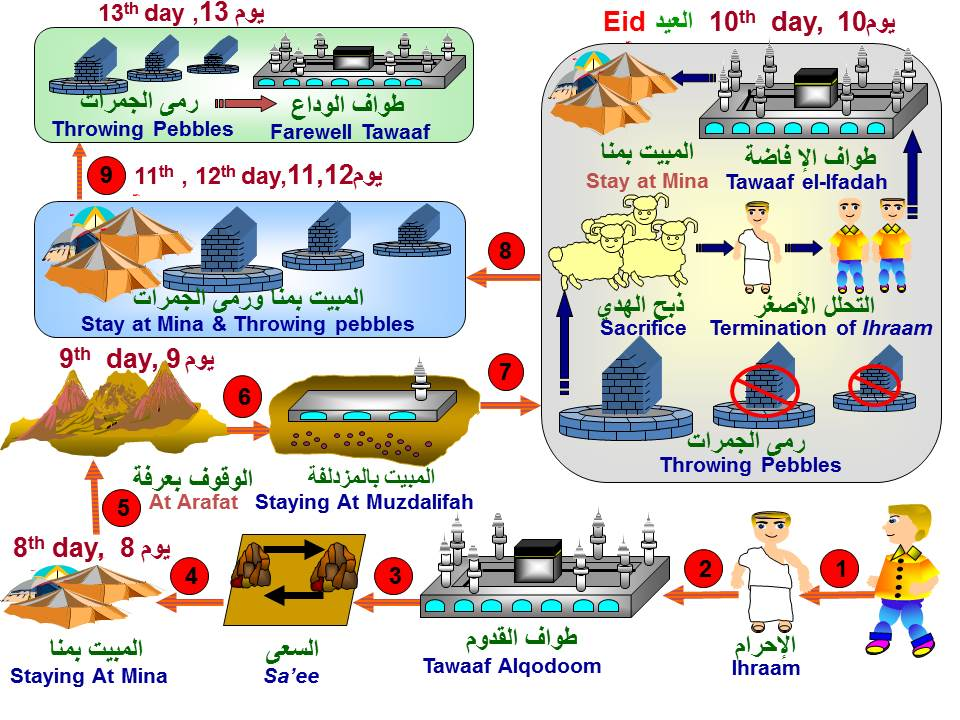 13th day ,13 يوم
رمى الجمرات
Throwing Pebbles
طواف الوداع
Farewell Tawaaf
Eid العيد 10th day, 10يوم
المبيت بمنا
Stay at Mina
طواف الإ فاضة
Tawaaf el-Ifadah
ذبح الهدي
Sacrifice
التحلل الأصغر
Termination of Ihraam
رمى الجمرات
Throwing Pebbles
9
11th , 12th day,11,12يوم
المبيت بمنا ورمى الجمرات
Stay at Mina & Throwing pebbles
8
9th day, 9 يوم
6
7
الوقوف بعرفة
At Arafat
المبيت بالمزدلفة
Staying At Muzdalifah
5
8th day, 8 يوم
4
3
2
1
المبيت بمنا
Staying At Mina
السعى
Sa’ee
طواف القدوم
Tawaaf Alqodoom
الإحرام
Ihraam